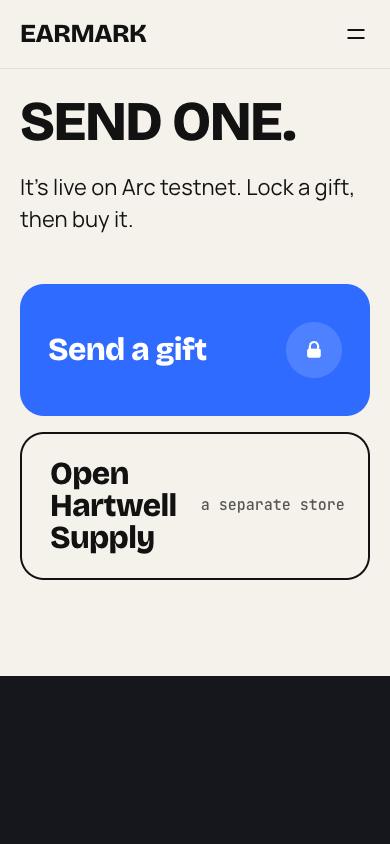 EARMARK
SEND ONE.
It's live on Arc testnet. Lock a gift,
then buy it.
Send a gift
Open
Hartwell
Supply
a separate store